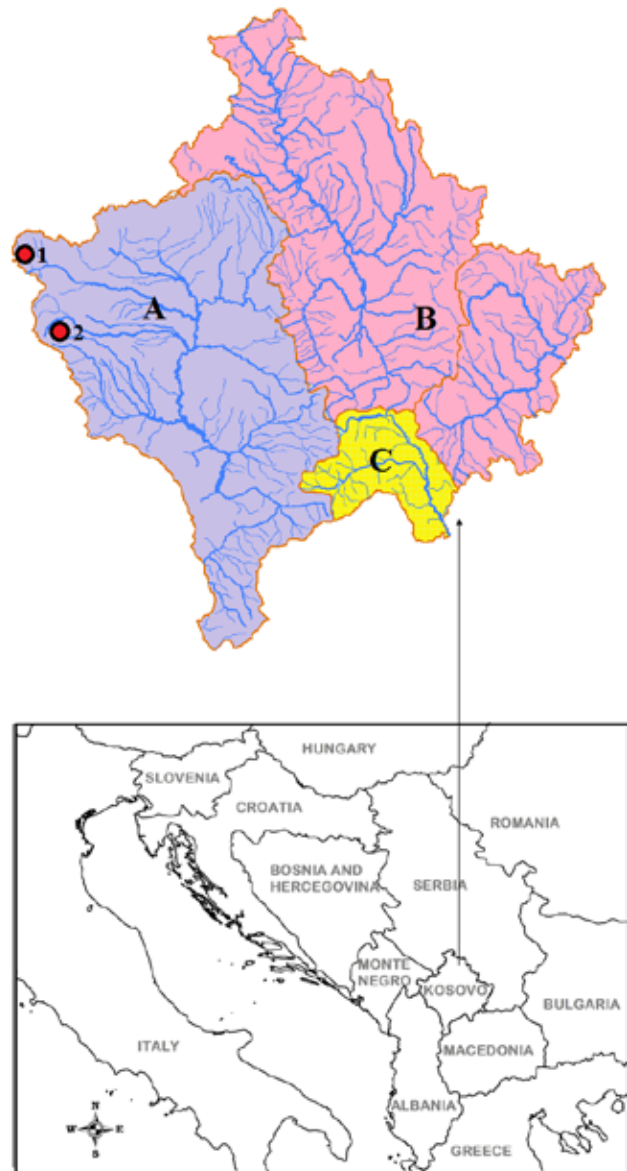 1
A
2
B
C
HUNGARY
SLOVENIA
CROATIA
ROMANIA
BOSNIA AND
HERCEGOVINA
SERBIA
MONTE
NEGRO
KOSOVO
BULGARIA
ITALY
MACEDONIA
ALBANIA
N
W E
S
GREECE